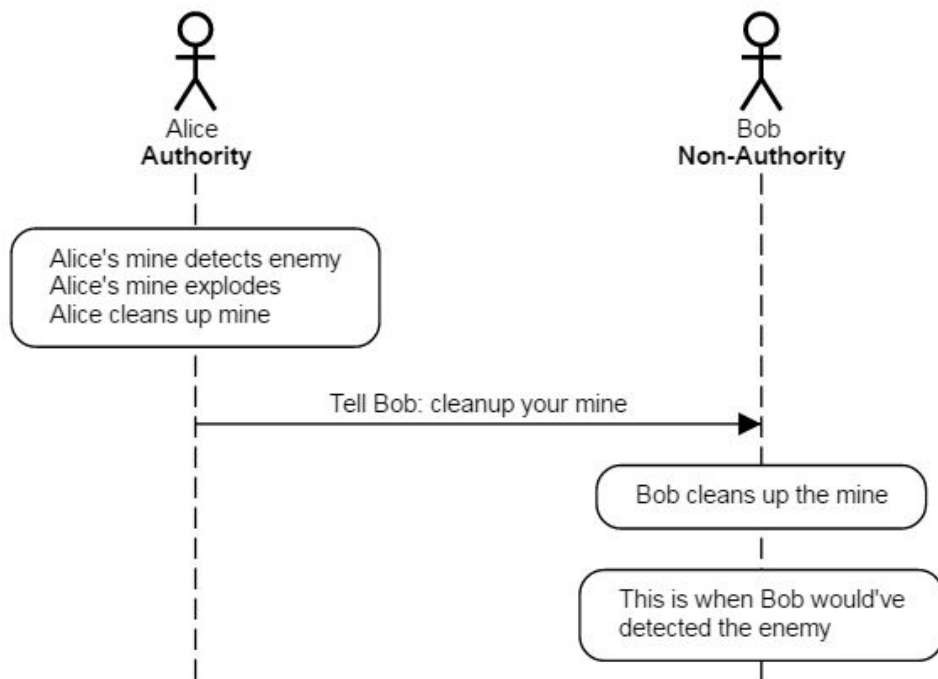 Alice
Authority
Bob
Non-Authority
Alice's mine detects enemy
Alice's mine explodes
Alice cleans up mine
Tell Bob: cleanup your mine
Bob cleans up the mine
This is when Bob would've
detected the enemy